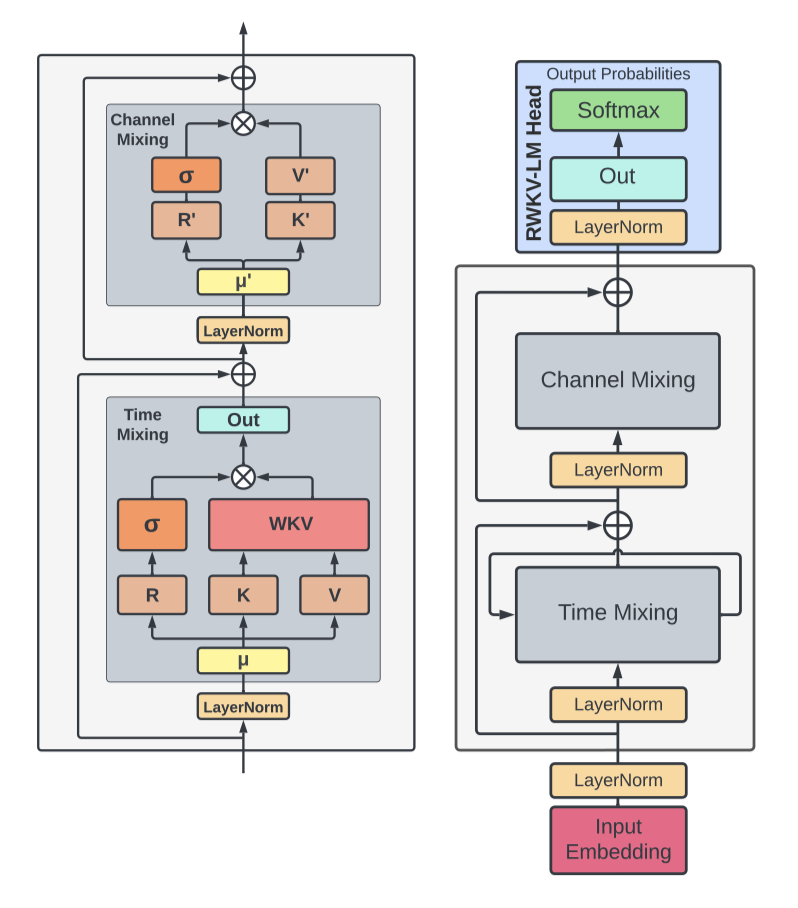 Channel
Mixing
σ
V'
R'
K'
μ'
LayerNorm
Time
Mixing
Out
σ
WKV
R
K
V
μ
LayerNorm
RWKV-LM Head
Output Probabilities
Softmax
Out
LayerNorm
Channel Mixing
LayerNorm
Time Mixing
LayerNorm
LayerNorm
Input
Embedding